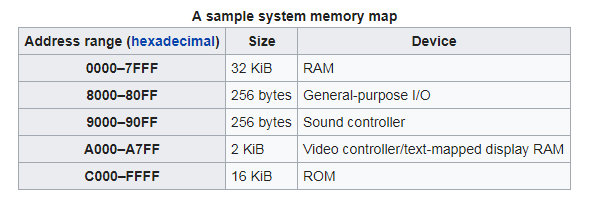 A sample system memory map
Address range (hexadecimal) Size Device
0000–7FFF 32 KiB RAM
8000–80FF 256 bytes General-purpose I/O
9000–90FF 256 bytes Sound controller
A000–A7FF 2 KiB Video controller/text-mapped display RAM
C000–FFFF 16 KiB ROM